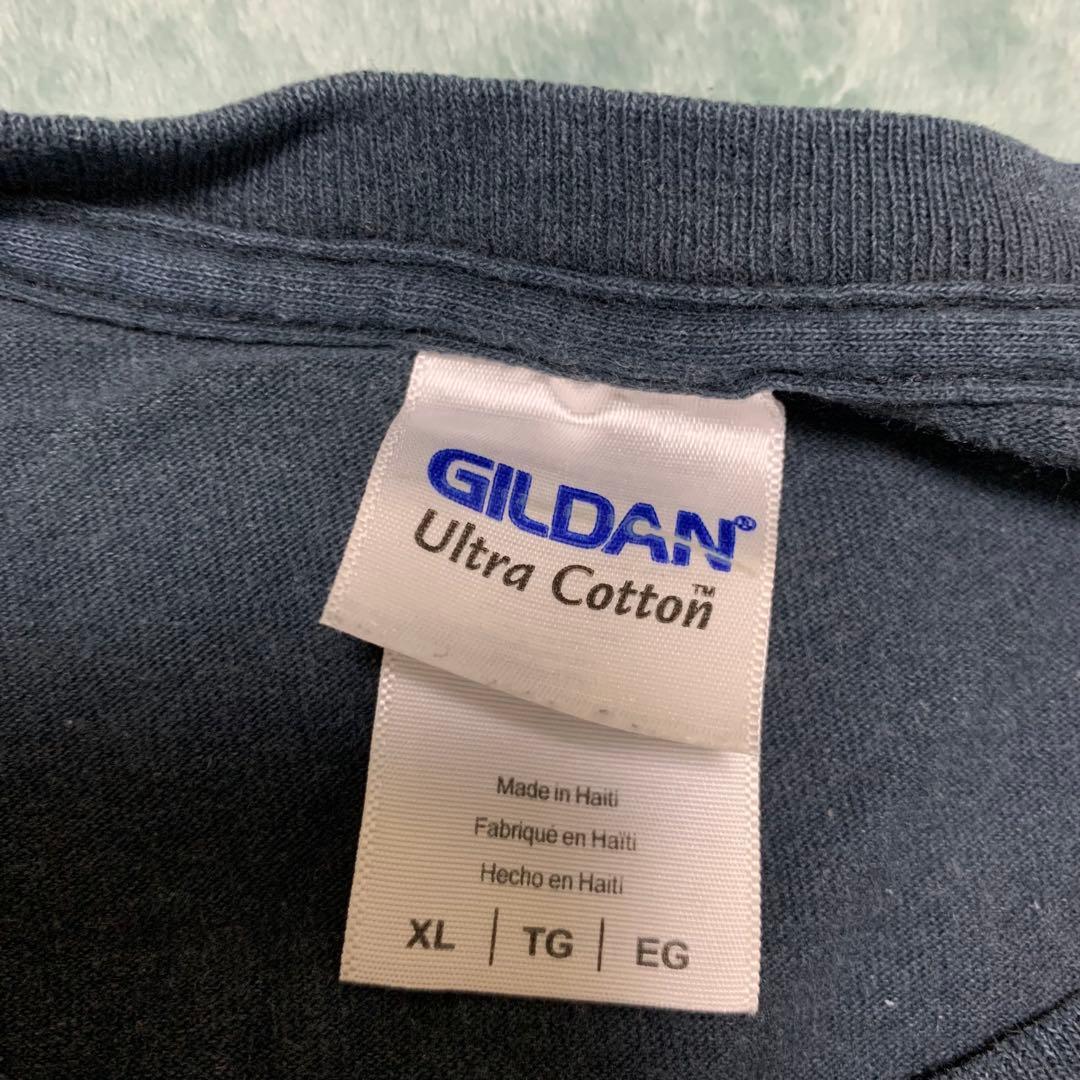 GILDAN®
Ultra Cotton™
Made in Haiti
Fabriqué en Haïti
Hecho en Haiti
XL | TG | EG